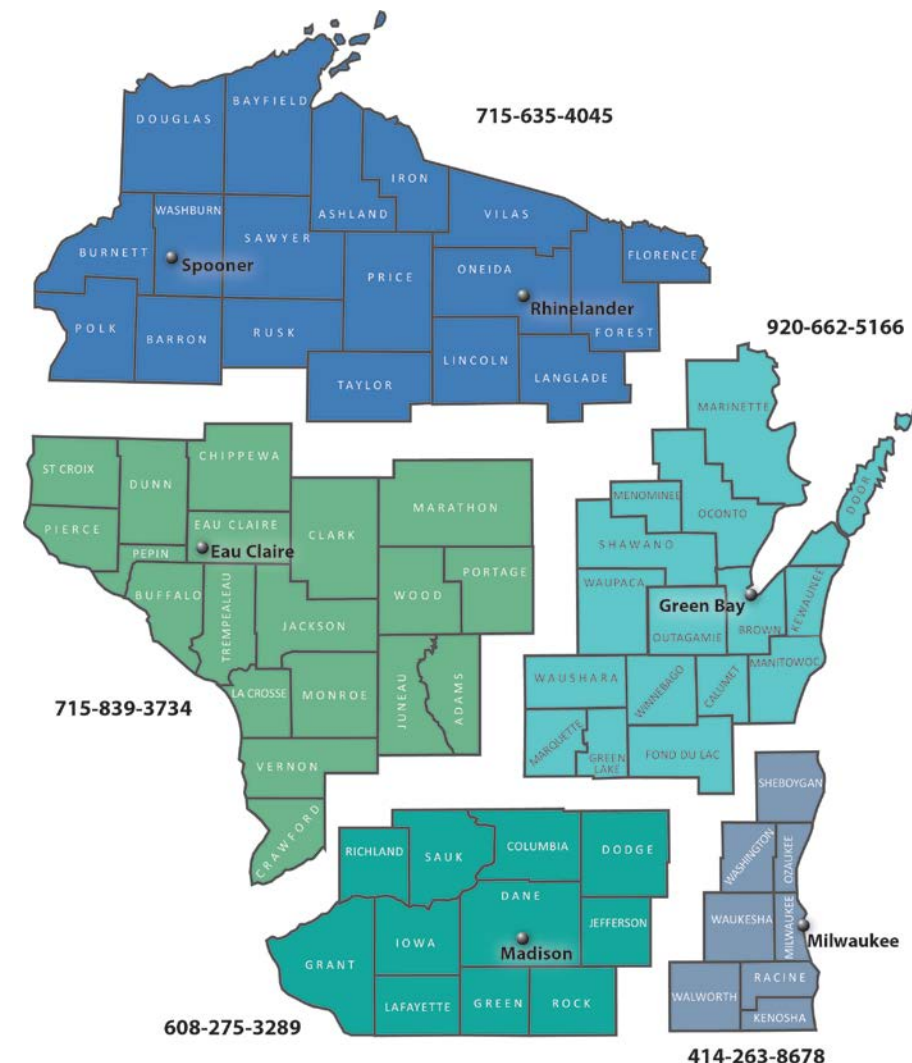 715-635-4045
BAYFIELD
DOUGLAS
IRON
WASHBURN
ASHLAND
VILAS
SAWYER
BURNETT
FLORENCE
Spooner
PRICE
ONEIDA
Rhinelander
POLK
BARRON
RUSK
FOREST
LINCOLN
TAYLOR
LANGLADE
920-662-5166
MARINETTE
MENOMINEE
OCONTO
DOOR
SHAWANO
WAUPACA
Green Bay
KEWAUNEE
OUTAGAMIE
BROWN
WAUSHARA
WINNEBAGO
CALUMET
MANITOWOC
MARQUETTE
GREEN
LAKE
FOND DU LAC
CHIPPEWA
ST CROIX
DUNN
MARATHON
EAU CLAIRE
CLARK
PIERCE
Eau Claire
PEPIN
PORTAGE
BUFFALO
TREMPEALEAU
WOOD
JACKSON
LA CROSSE
MONROE
JUNEAU
ADAMS
715-839-3734
VERNON
CRAWFORD
RICHLAND
SAUK
COLUMBIA
DODGE
DANE
JEFFERSON
IOWA
Madison
GRANT
LAFAYETTE
GREEN
ROCK
608-275-3289
SHEBOYGAN
WASHINGTON
OZAUKEE
WAUKESHA
MILWAUKEE
Milwaukee
RACINE
WALWORTH
KENOSHA
414-263-8678